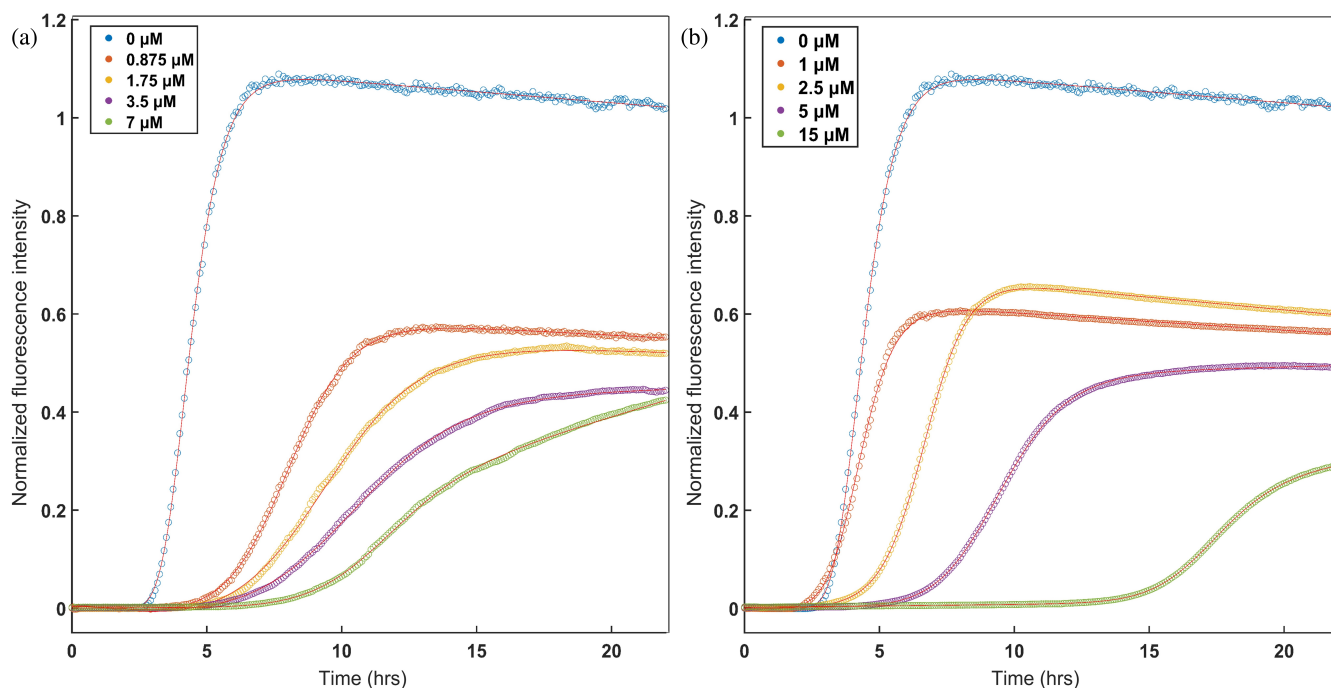 (a)
0 µM
0.875 µM
1.75 µM
3.5 µM
7 µM
Normalized fluorescence intensity
1.2
1
0.8
0.6
0.4
0.2
0
0
5
10
15
20
Time (hrs)
(b)
0 µM
1 µM
2.5 µM
5 µM
15 µM
Normalized fluorescence intensity
1.2
1
0.8
0.6
0.4
0.2
0
0
5
10
15
20
Time (hrs)